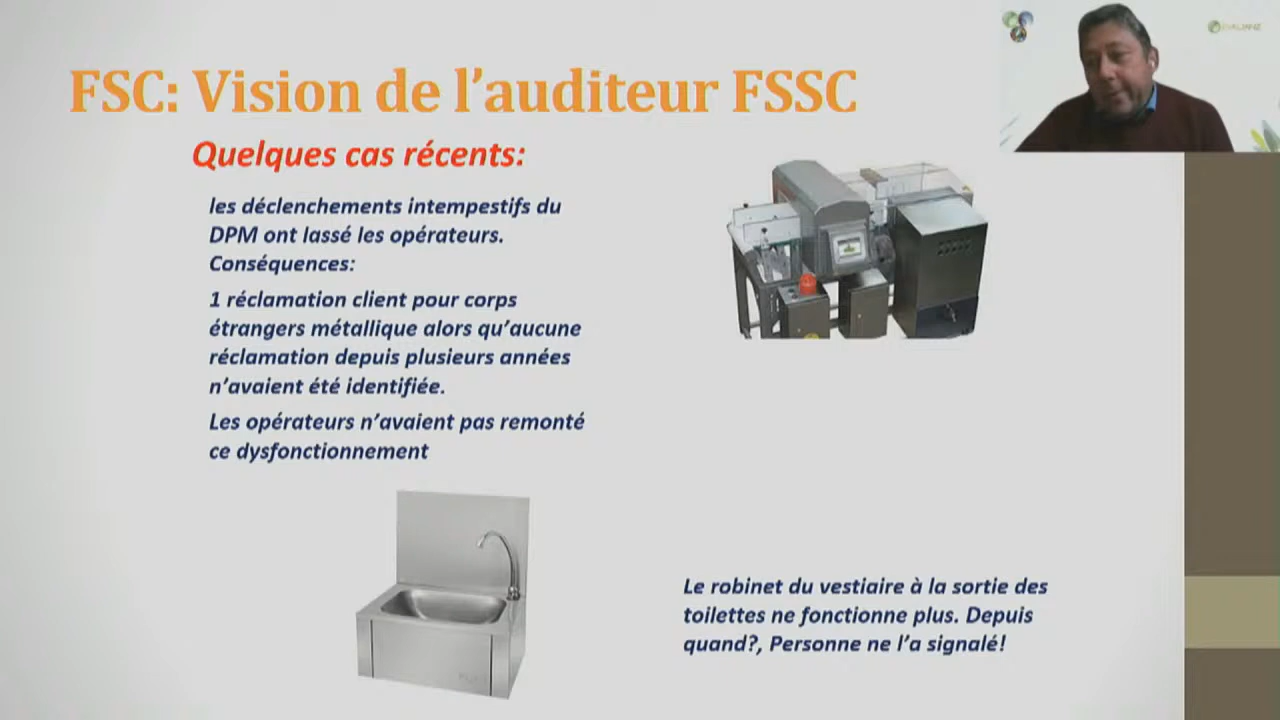 FSC: Vision de l'auditeur FSSC
Quelques cas récents:
les déclenchements intempestifs du
DPM ont lassé les opérateurs.
Conséquences:
1 réclamation client pour corps
étrangers métallique alors qu'aucune
réclamation depuis plusieurs années
n'avaient été identifiée.
Les opérateurs n'avaient pas remonté
ce dysfonctionnement
Le robinet du vestiaire à la sortie des
toilettes ne fonctionne plus. Depuis
quand?, Personne ne l'a signalé!